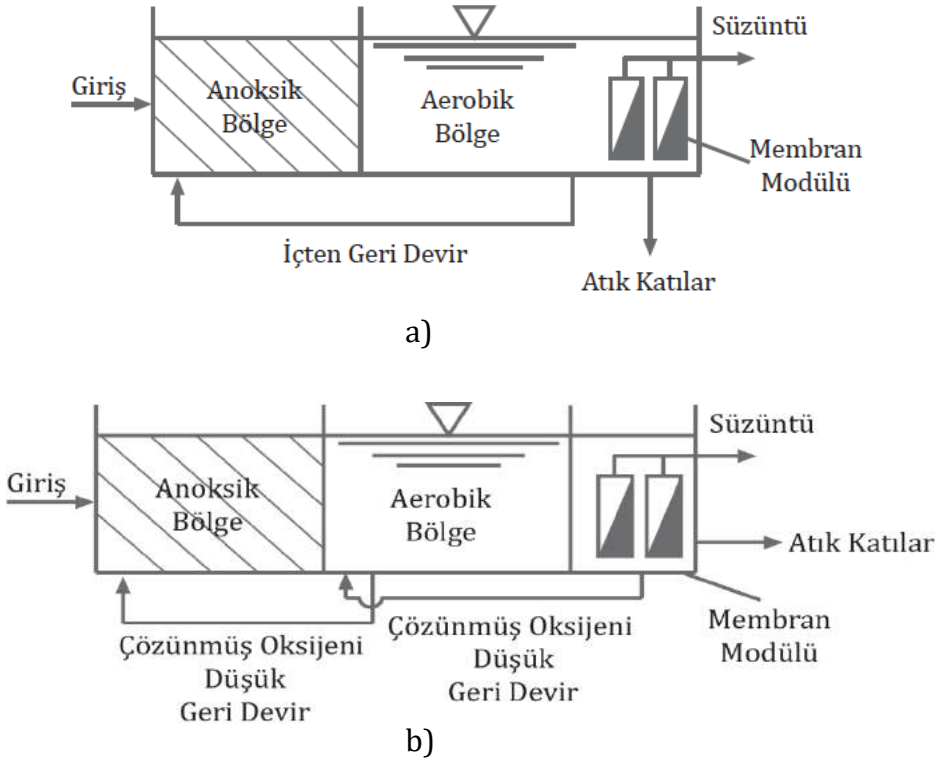 Süzüntü
Giriş
Anoksik
Bölge
Aerobik
Bölge
Membran
Modülü
İçten Geri Devir
Atık Katılar
a)
Süzüntü
Giriş
Anoksik
Bölge
Aerobik
Bölge
Atık Katılar
Çözünmüş Oksijeni
Düşük
Geri Devir
Çözünmüş Oksijeni
Düşük
Geri Devir
Membran
Modülü
b)